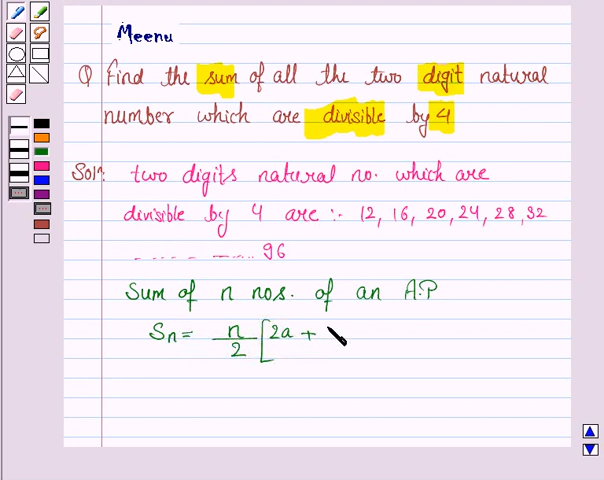 Meenu
Q Find the sum of all the two digit natural
number which are divisible by 4
Soln: two digits natural no. which are
divisible by 4 are :- 12, 16, 20, 24, 28, 32
--------- 96
Sum of n nos. of an A.P
Sn = n/2 [2a +